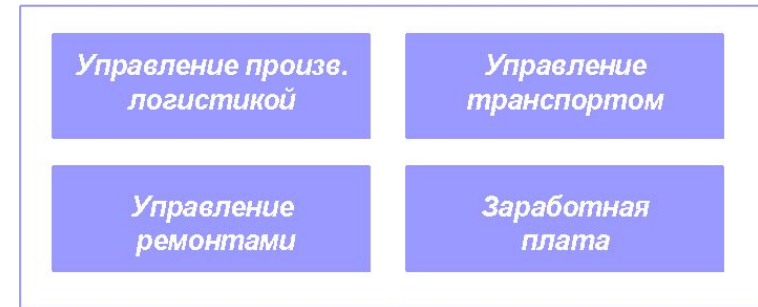 Управление произв.
логистикой
Управление
транспортом
Управление
ремонтами
Заработная
плата